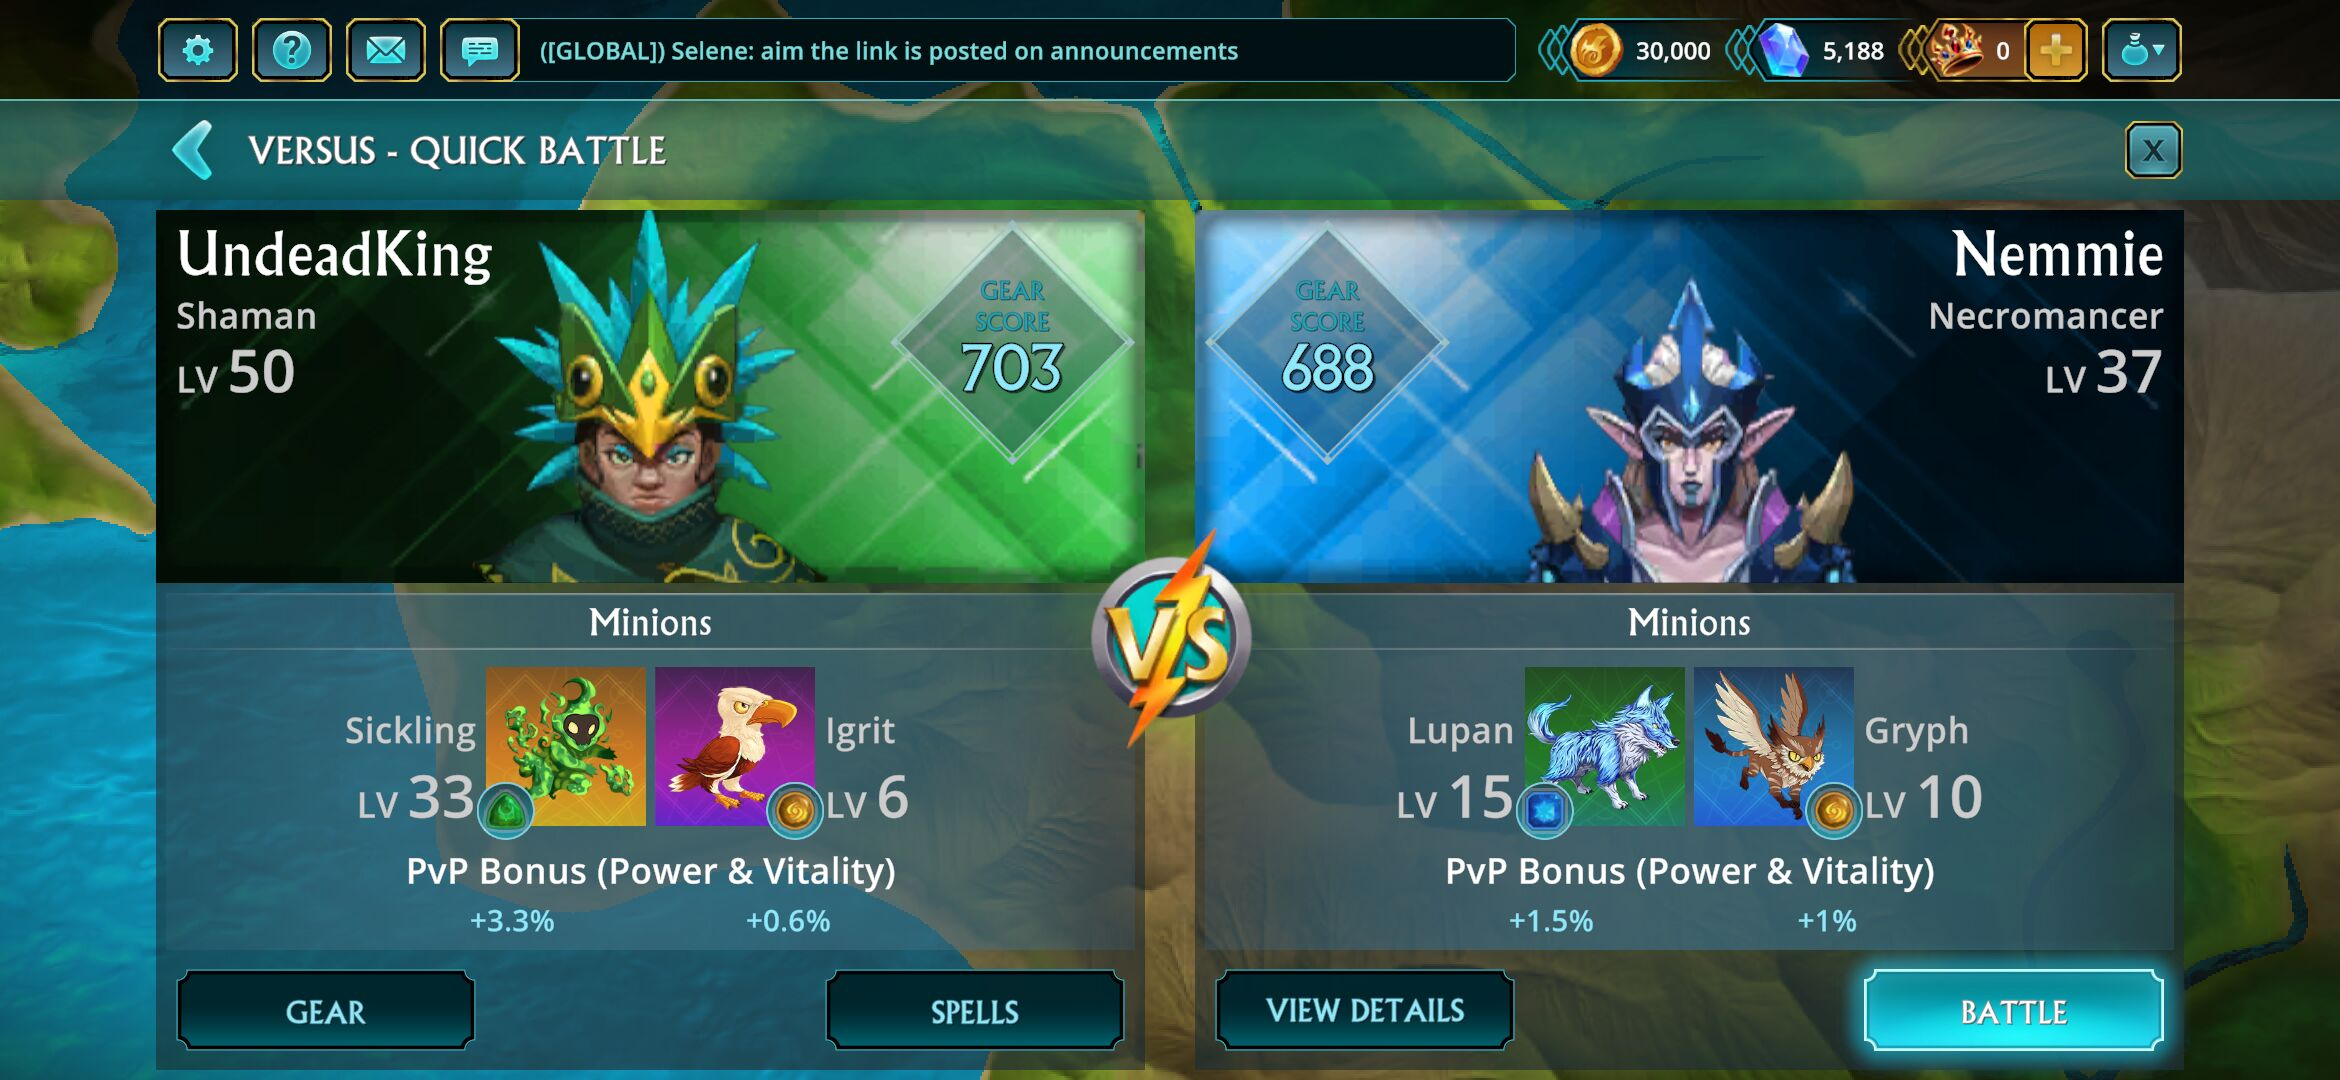 ([GLOBAL]) Selene: aim the link is posted on announcements
30,000
5,188
0
VERSUS - QUICK BATTLE
X
UndeadKing
Shaman
LV 50
GEAR
SCORE
703
GEAR
SCORE
688
Nemmie
Necromancer
LV 37
VS
Minions
Sickling
LV 33
Igrit
LV 6
PvP Bonus (Power & Vitality)
+3.3% +0.6%
GEAR
SPELLS
Minions
Lupan
LV 15
Gryph
LV 10
PvP Bonus (Power & Vitality)
+1.5% +1%
VIEW DETAILS
BATTLE